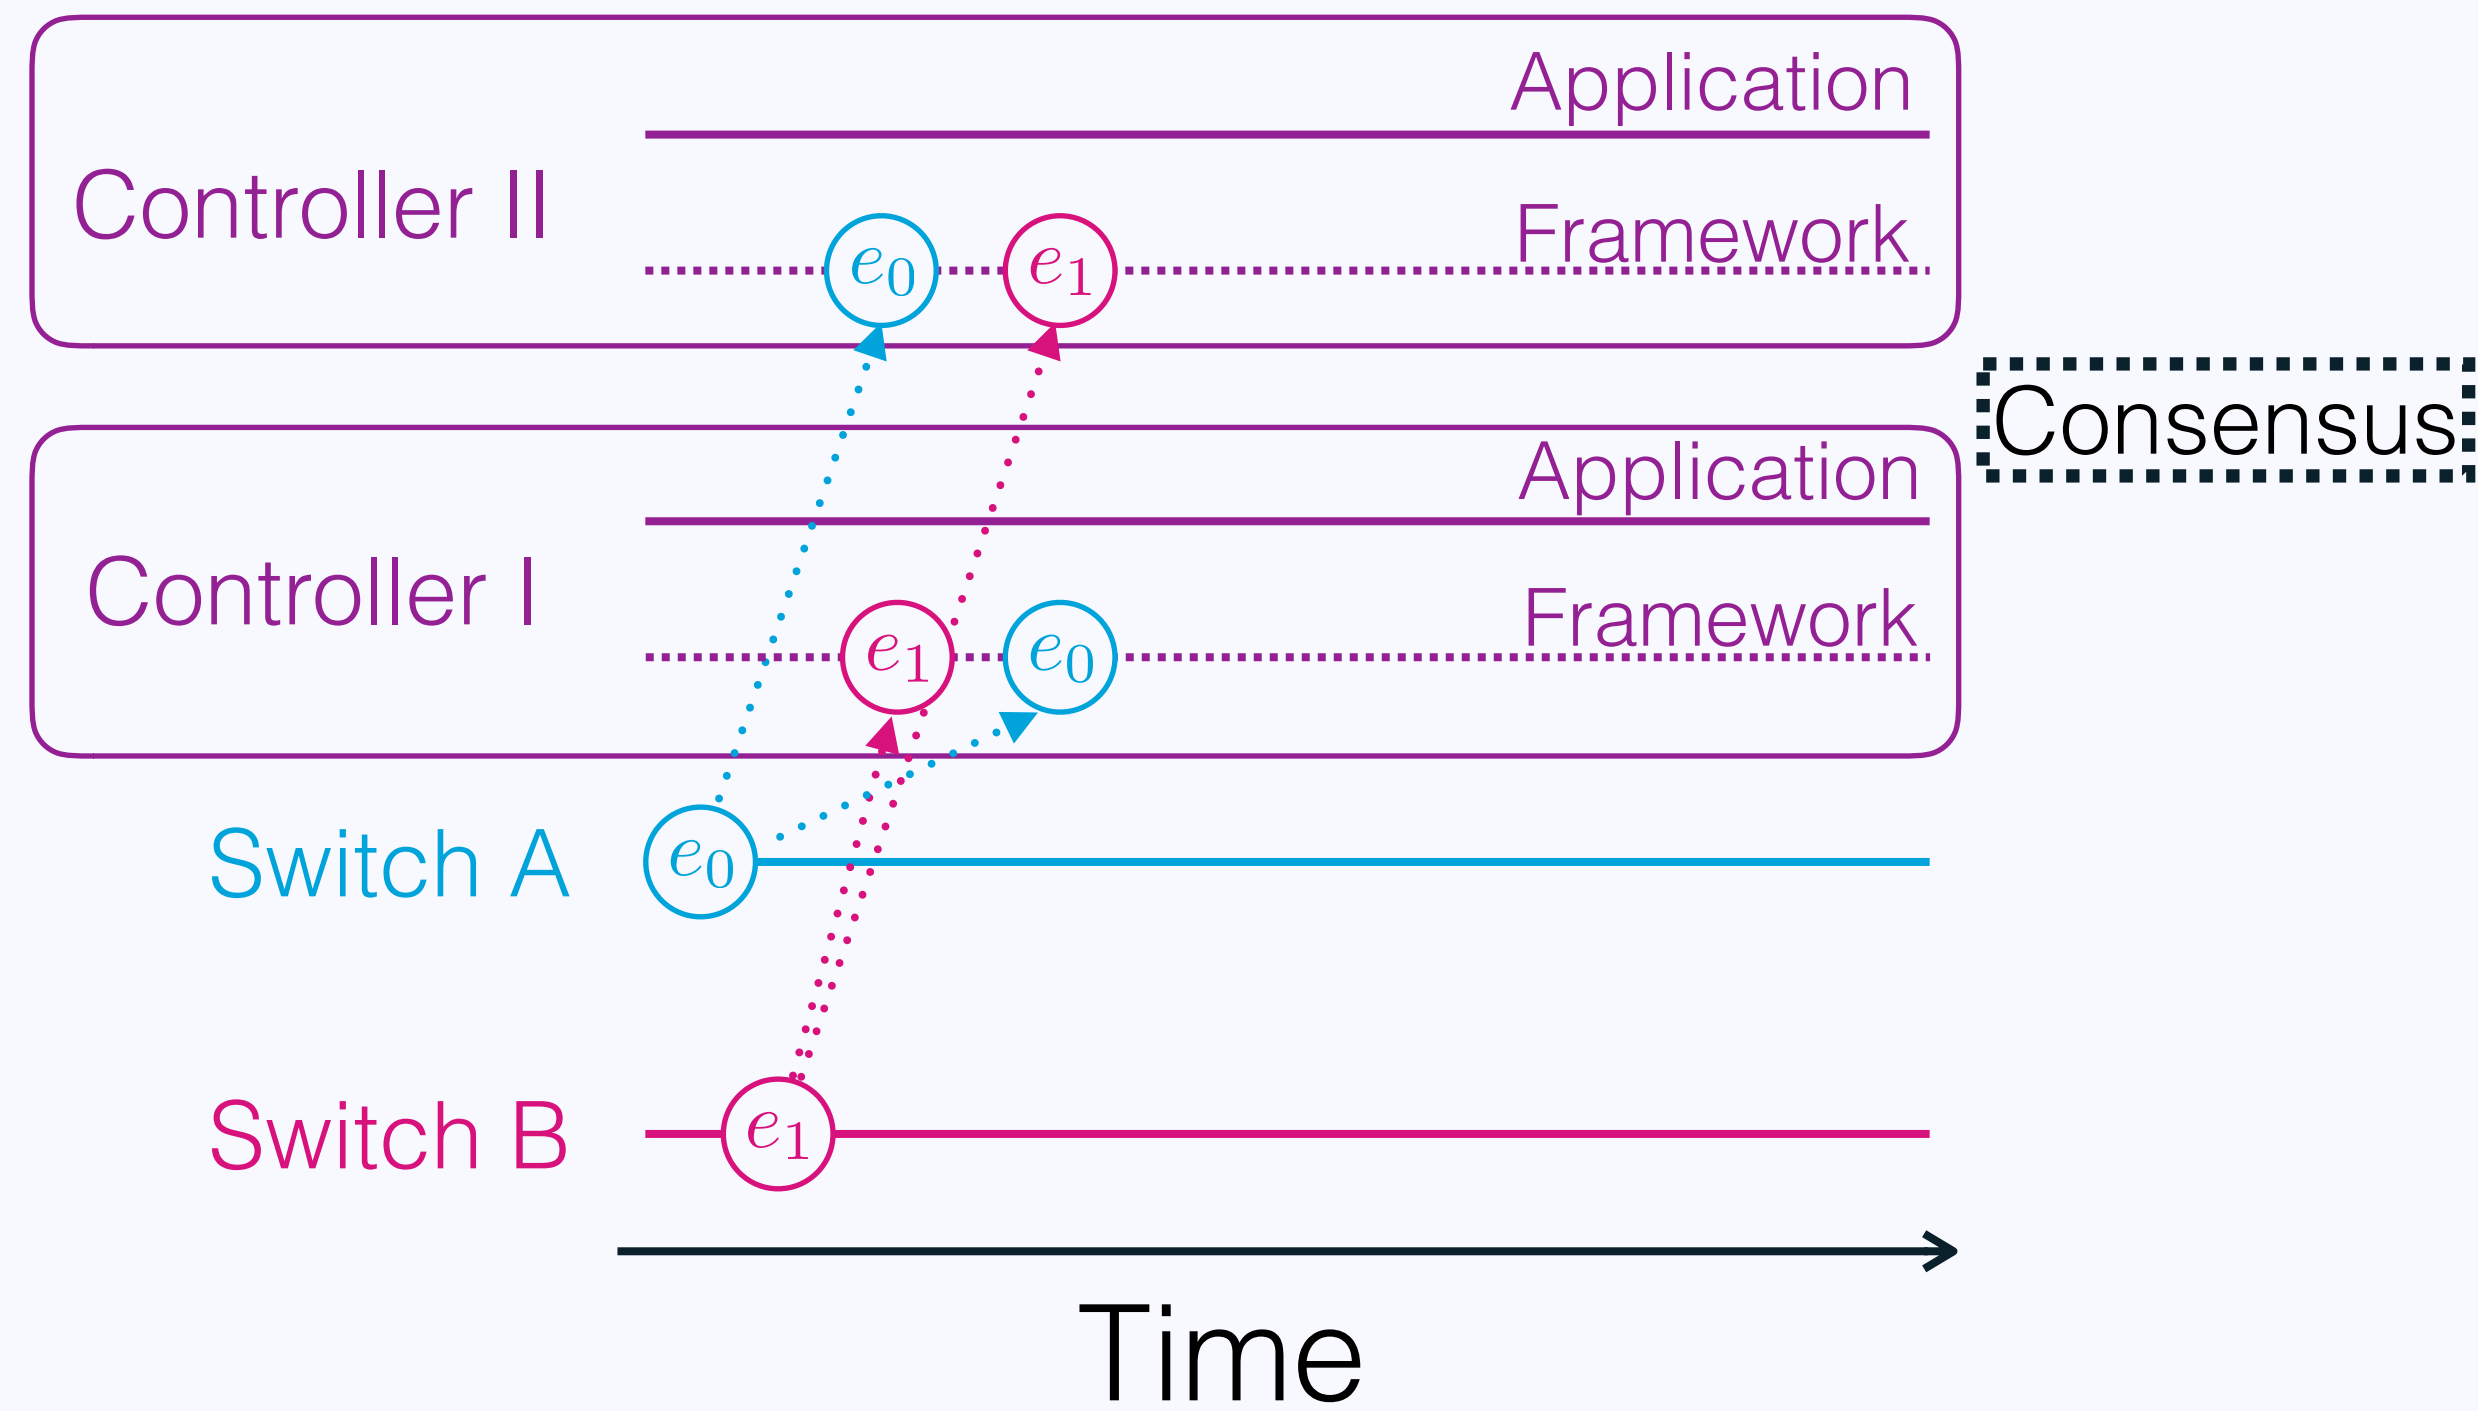 Application
Controller II
Framework
e0 e1
Consensus
Application
Controller I
Framework
e1 e0
Switch A
e0
Switch B
e1
Time